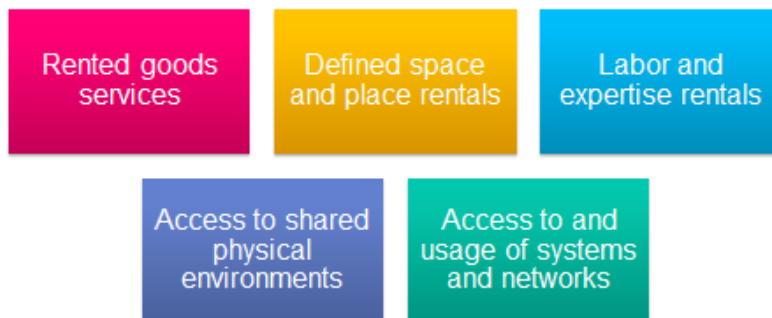 Rented goods
services
Defined space
and place rentals
Labor and
expertise rentals
Access to shared
physical
environments
Access to and
usage of systems
and networks